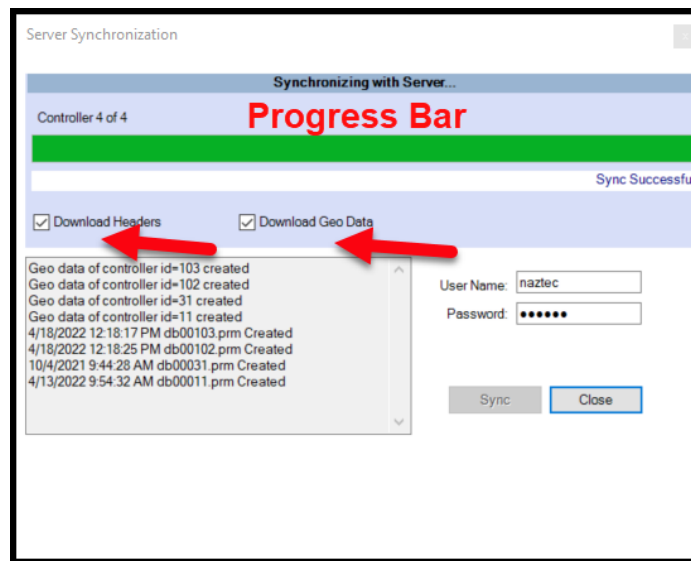 Server Synchronization
x
Synchronizing with Server...
Controller 4 of 4
Progress Bar
Sync Successfu
Download Headers
Download Geo Data
Geo data of controller id=103 created
Geo data of controller id=102 created
Geo data of controller id=31 created
Geo data of controller id=11 created
4/18/2022 12:18:17 PM db00103.prm Created
4/18/2022 12:18:25 PM db00102.prm Created
10/4/2021 9:44:28 AM db00031.prm Created
4/13/2022 9:54:32 AM db00011.prm Created
User Name: naztec
Password: ●●●●●●
Sync
Close